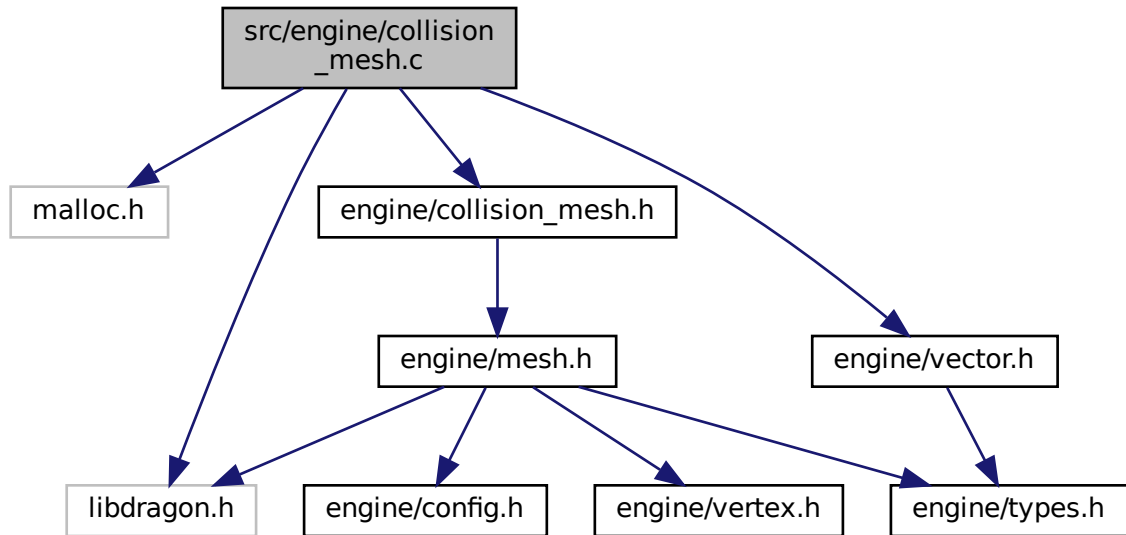 src/engine/collision
_mesh.c
malloc.h
engine/collision_mesh.h
engine/mesh.h
engine/vector.h
libdragon.h
engine/config.h
engine/vertex.h
engine/types.h